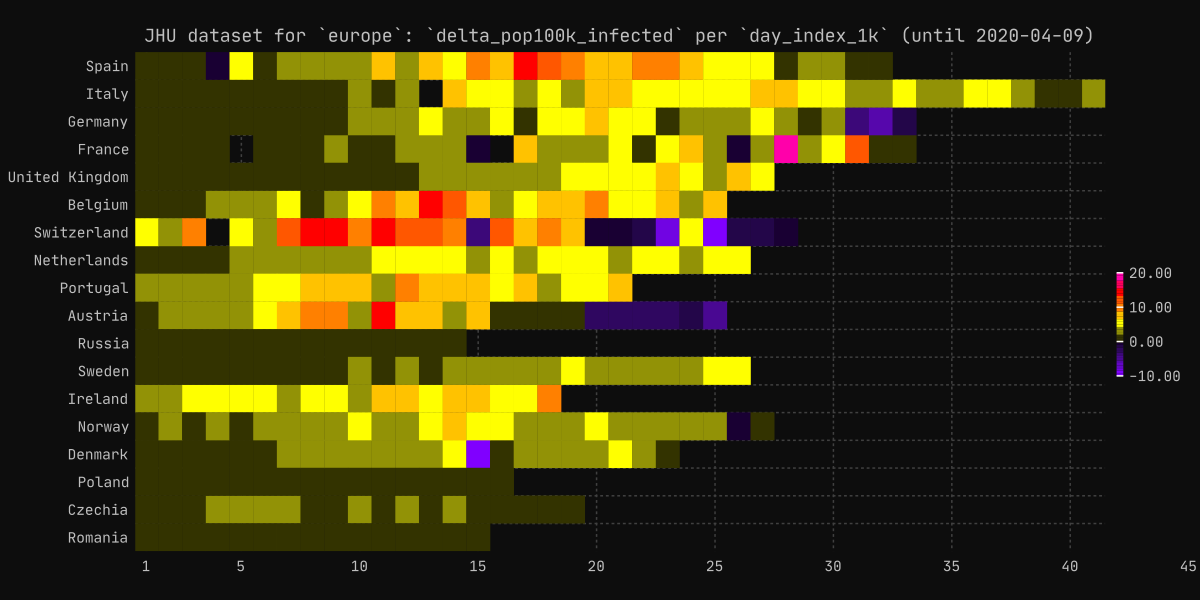 JHU dataset for `europe`: `delta_pop100k_infected` per `day_index_1k` (until 2020-04-09)
Spain
Italy
Germany
France
United Kingdom
Belgium
Switzerland
Netherlands
Portugal
Austria
Russia
Sweden
Ireland
Norway
Denmark
Poland
Czechia
Romania
20.00
10.00
0.00
-10.00
1 5 10 15 20 25 30 35 40 45